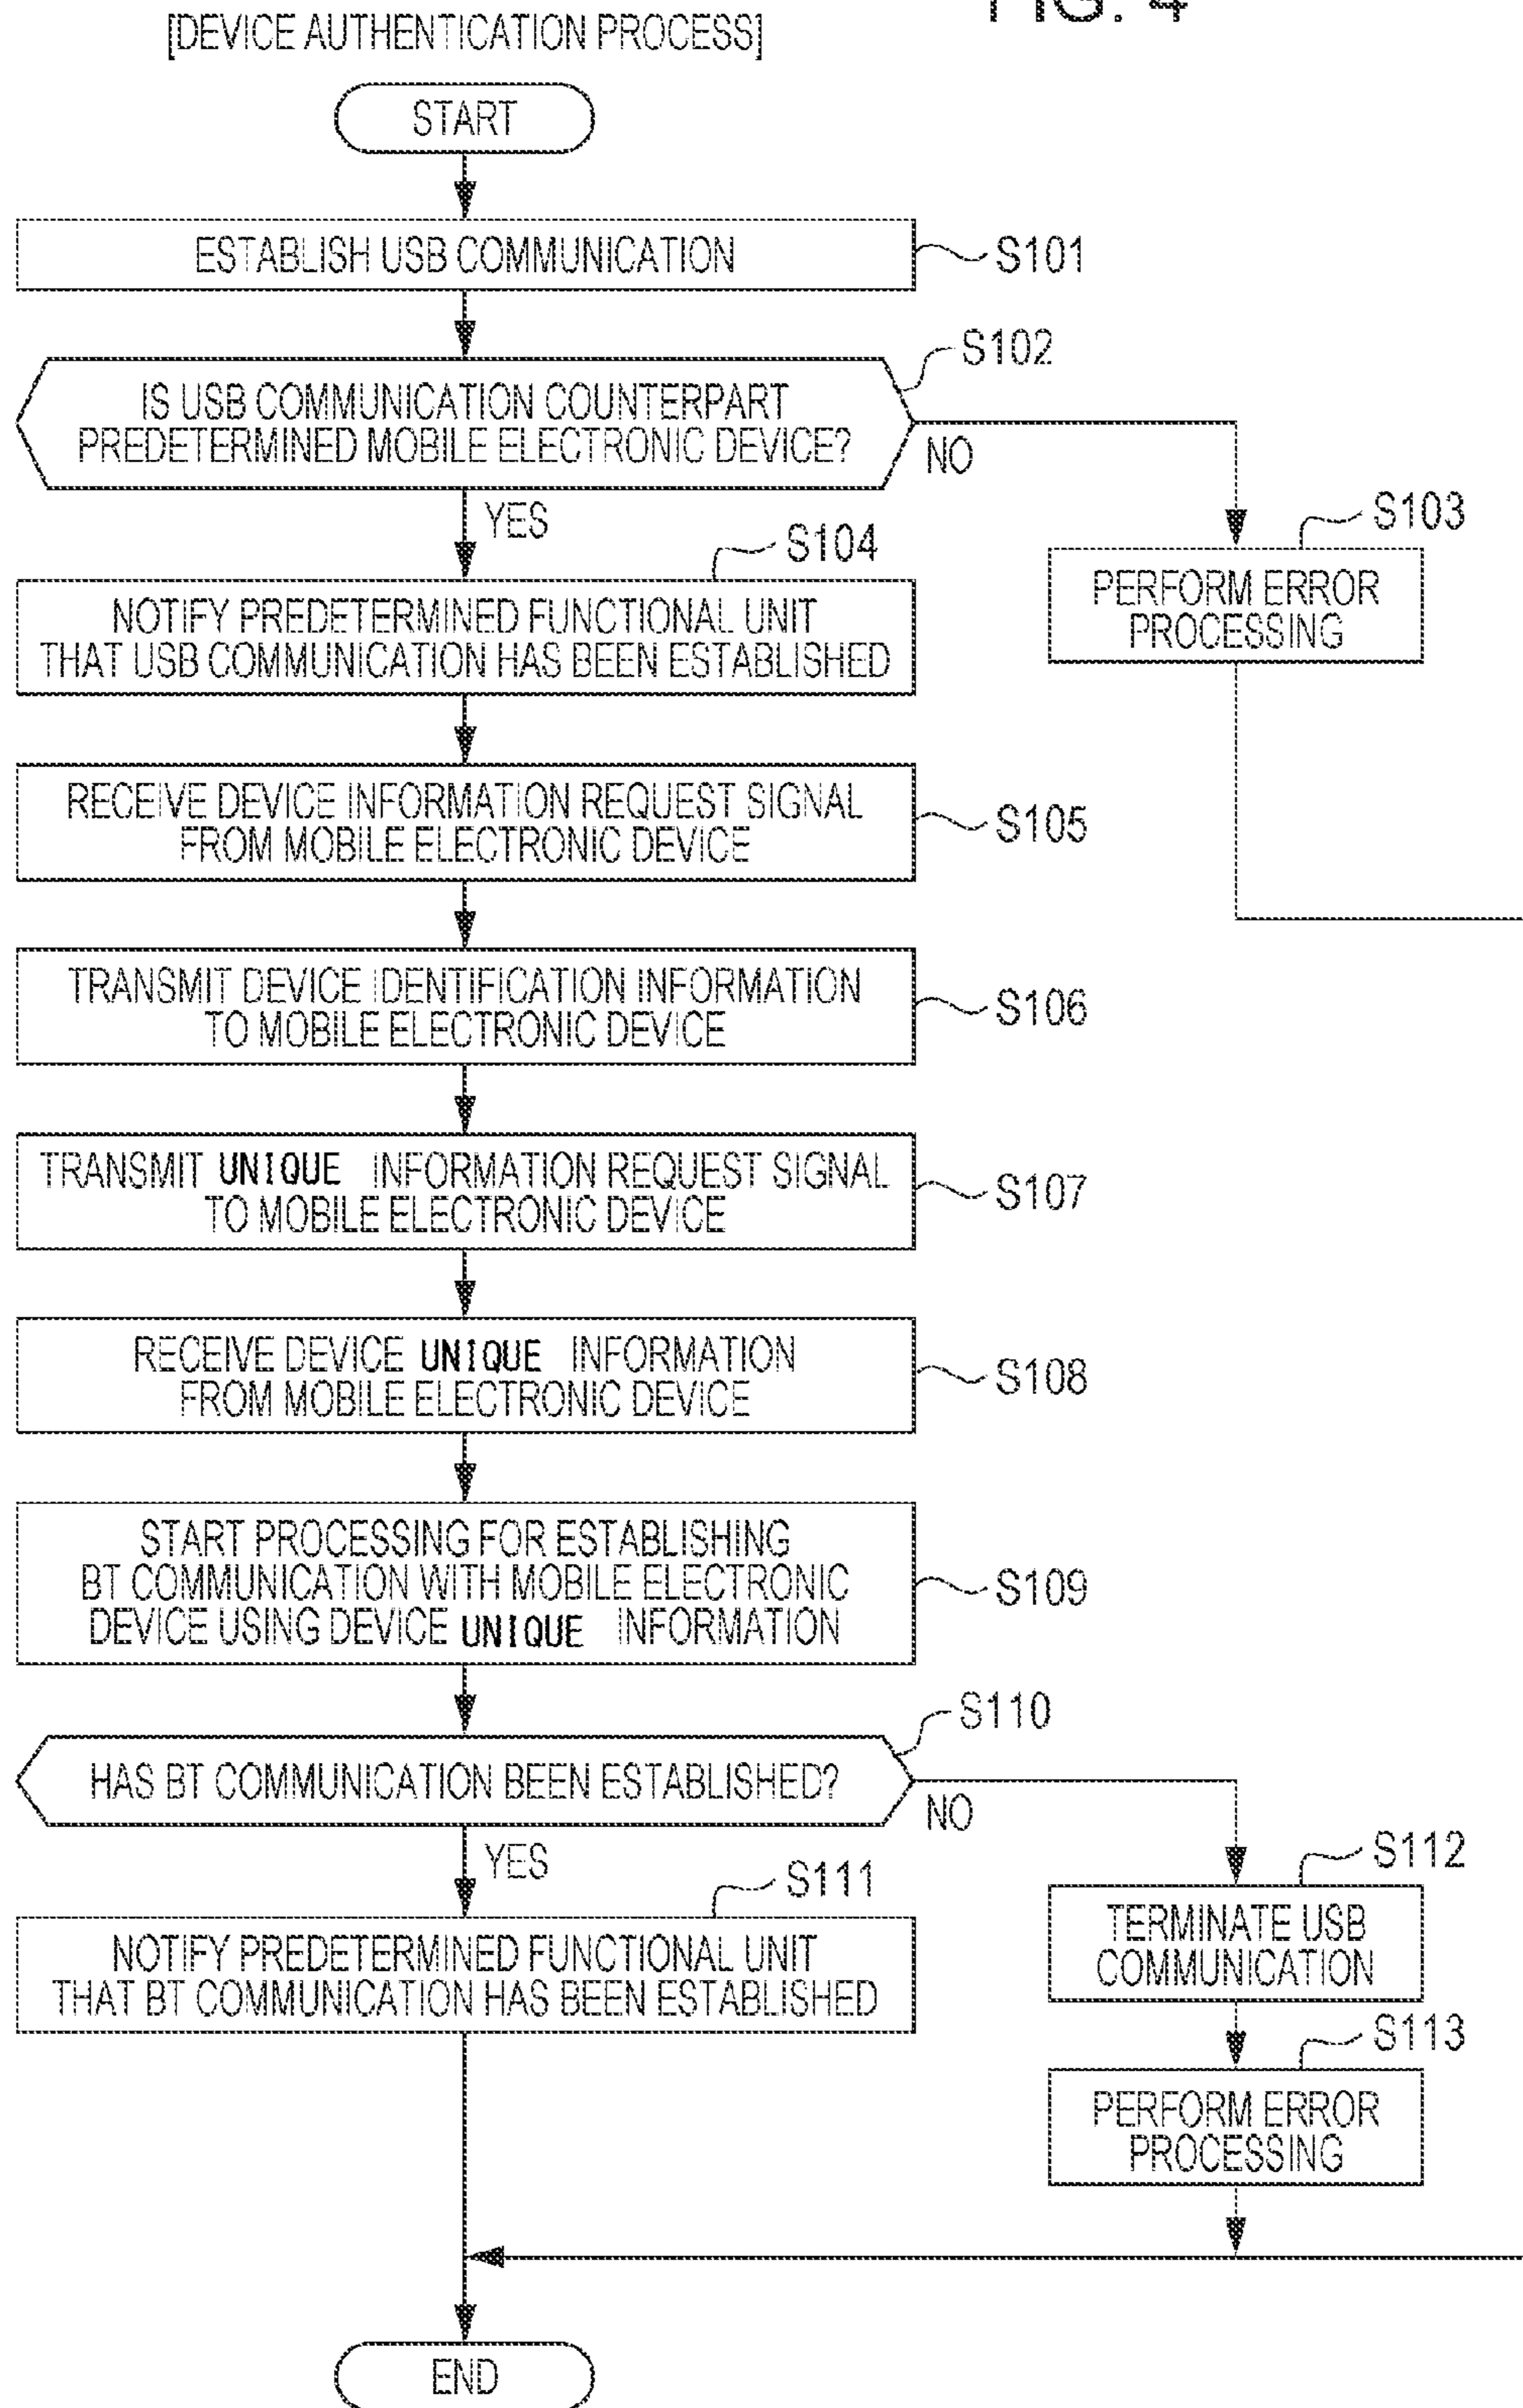 FIG. 4
[DEVICE AUTHENTICATION PROCESS]
START
ESTABLISH USB COMMUNICATION
S101
S102
IS USB COMMUNICATION COUNTERPART
PREDETERMINED MOBILE ELECTRONIC DEVICE?
NO
YES
S103
PERFORM ERROR
PROCESSING
S104
NOTIFY PREDETERMINED FUNCTIONAL UNIT
THAT USB COMMUNICATION HAS BEEN ESTABLISHED
RECEIVE DEVICE INFORMATION REQUEST SIGNAL
FROM MOBILE ELECTRONIC DEVICE
S105
TRANSMIT DEVICE IDENTIFICATION INFORMATION
TO MOBILE ELECTRONIC DEVICE
S106
TRANSMIT UNIQUE INFORMATION REQUEST SIGNAL
TO MOBILE ELECTRONIC DEVICE
S107
RECEIVE DEVICE UNIQUE INFORMATION
FROM MOBILE ELECTRONIC DEVICE
S108
START PROCESSING FOR ESTABLISHING
BT COMMUNICATION WITH MOBILE ELECTRONIC
DEVICE USING DEVICE UNIQUE INFORMATION
S109
S110
HAS BT COMMUNICATION BEEN ESTABLISHED?
NO
YES
S111
NOTIFY PREDETERMINED FUNCTIONAL UNIT
THAT BT COMMUNICATION HAS BEEN ESTABLISHED
S112
TERMINATE USB
COMMUNICATION
S113
PERFORM ERROR
PROCESSING
END